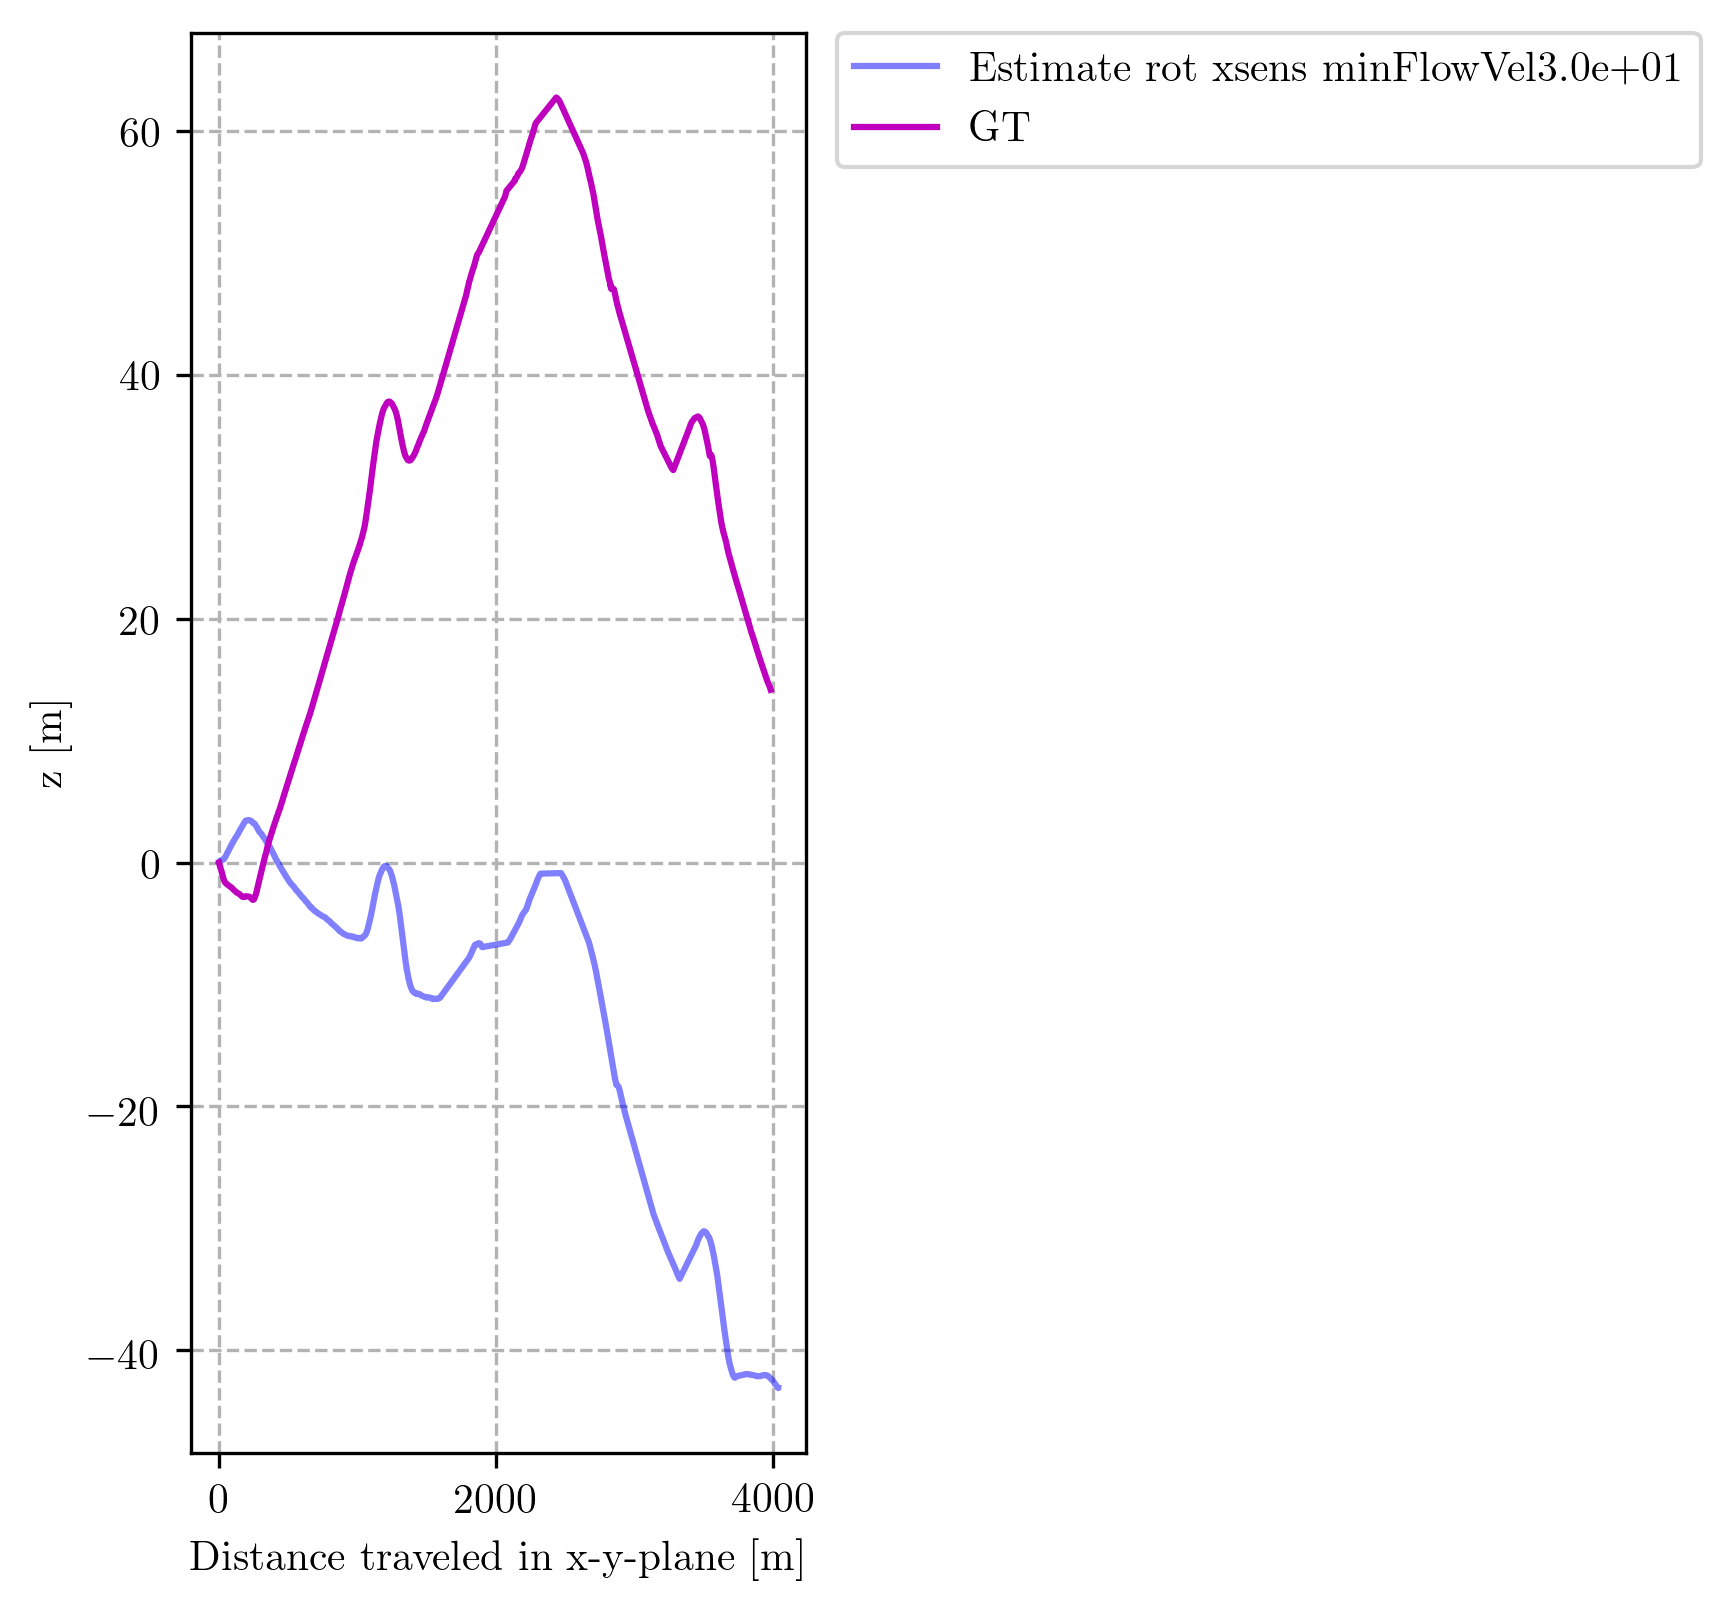 Estimate rot xsens minFlowVel3.0e+01
GT
60
40
20
0
−20
−40
z [m]
0 2000 4000
Distance traveled in x-y-plane [m]